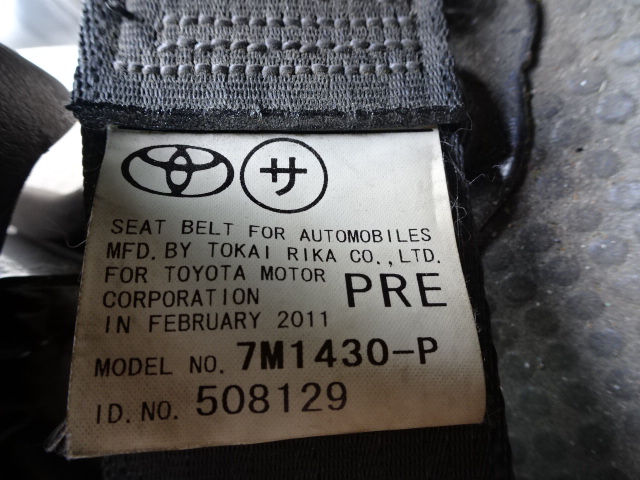 サ
SEAT BELT FOR AUTOMOBILES
MFD. BY TOKAI RIKA CO., LTD.
FOR TOYOTA MOTOR
CORPORATION PRE
IN FEBRUARY 2011
MODEL NO. 7M1430-P
ID. NO. 508129